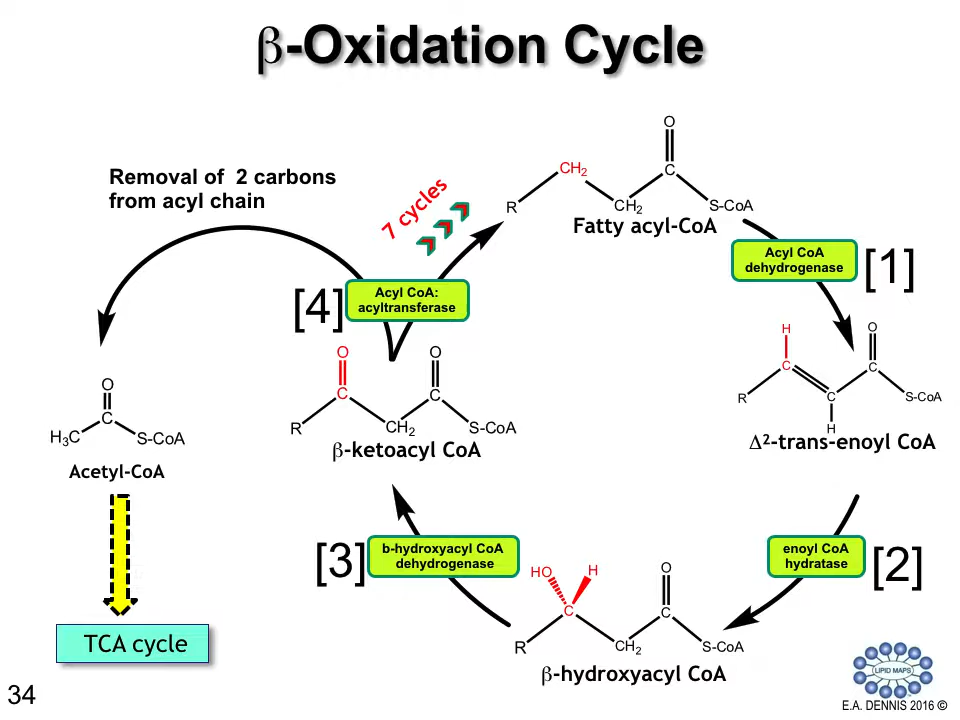 β-Oxidation Cycle
Removal of 2 carbons
from acyl chain
7 cycles
O
CH₂
C
R
CH₂
S-CoA
Fatty acyl-CoA
Acyl CoA
dehydrogenase
[1]
[4]
Acyl CoA:
acyltransferase
H
O
C
C
R
C
S-CoA
H
Δ²-trans-enoyl CoA
O
O
C
C
R
CH₂
S-CoA
β-ketoacyl CoA
O
C
H₃C
S-CoA
Acetyl-CoA
[3]
b-hydroxyacyl CoA
dehydrogenase
enoyl CoA
hydratase
[2]
HO
H
O
C
C
R
CH₂
S-CoA
β-hydroxyacyl CoA
TCA cycle
LIPID MAPS
34
E.A. DENNIS 2016 ©